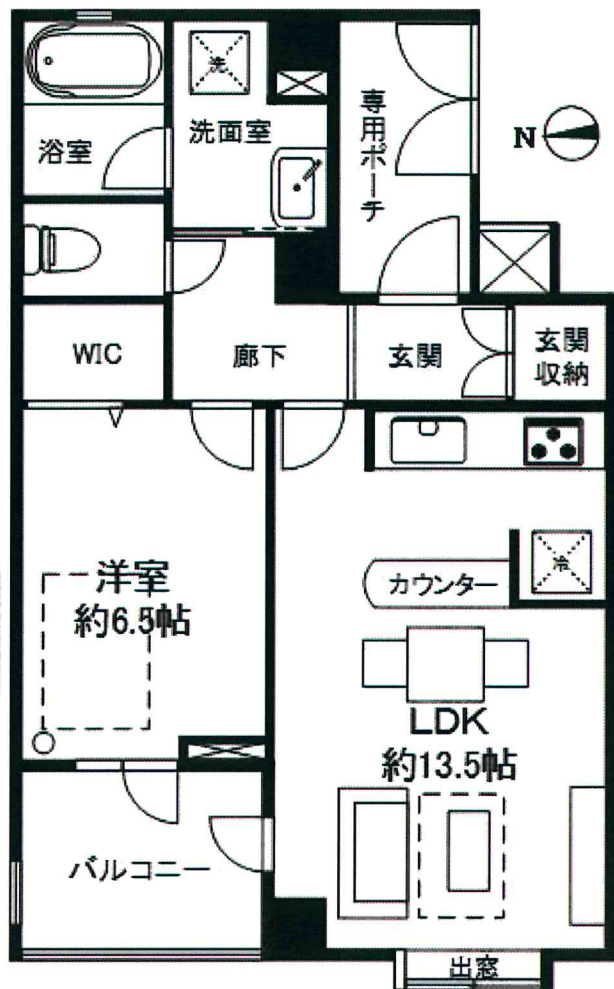 洗
洗面室
浴室
専用ポーチ
N
WIC
廊下
玄関
玄関
収納
洋室
約6.5帖
冷
カウンター
LDK
約13.5帖
バルコニー
出窓